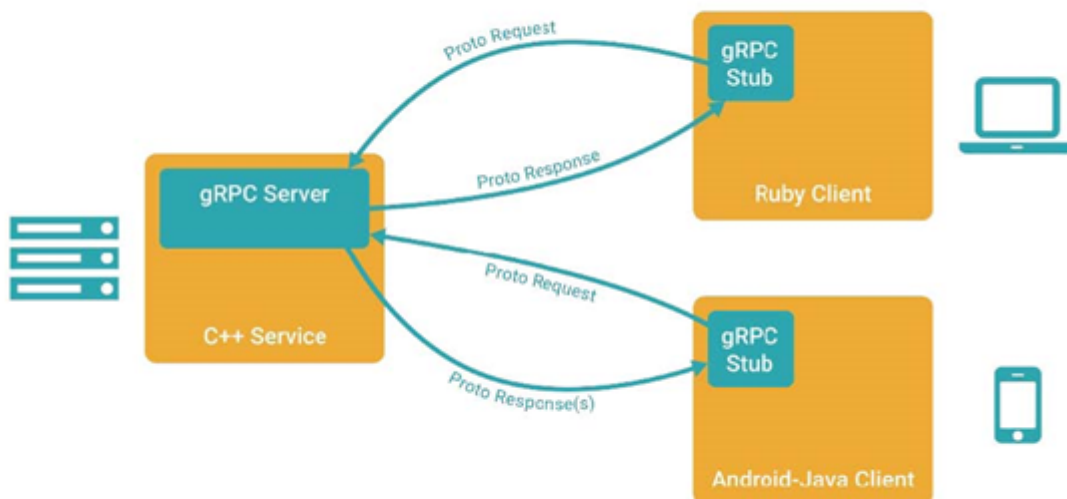 Proto Request
gRPC
Stub
Proto Response
Ruby Client
gRPC Server
C++ Service
Proto Request
gRPC
Stub
Proto Response(s)
Android-Java Client